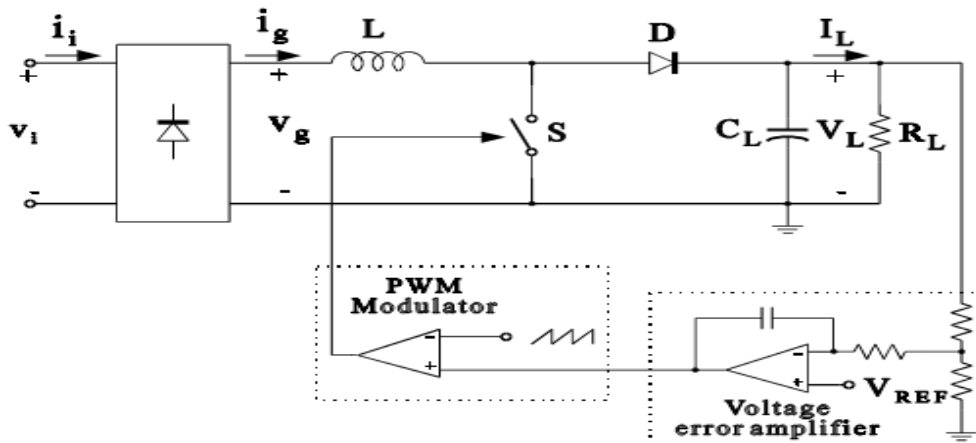 i_i
i_g
L
D
I_L
+
+
+
v_i
v_g
S
C_L
V_L
R_L
-
-
-
PWM
Modulator
-
+
-
+
V_REF
Voltage
error amplifier